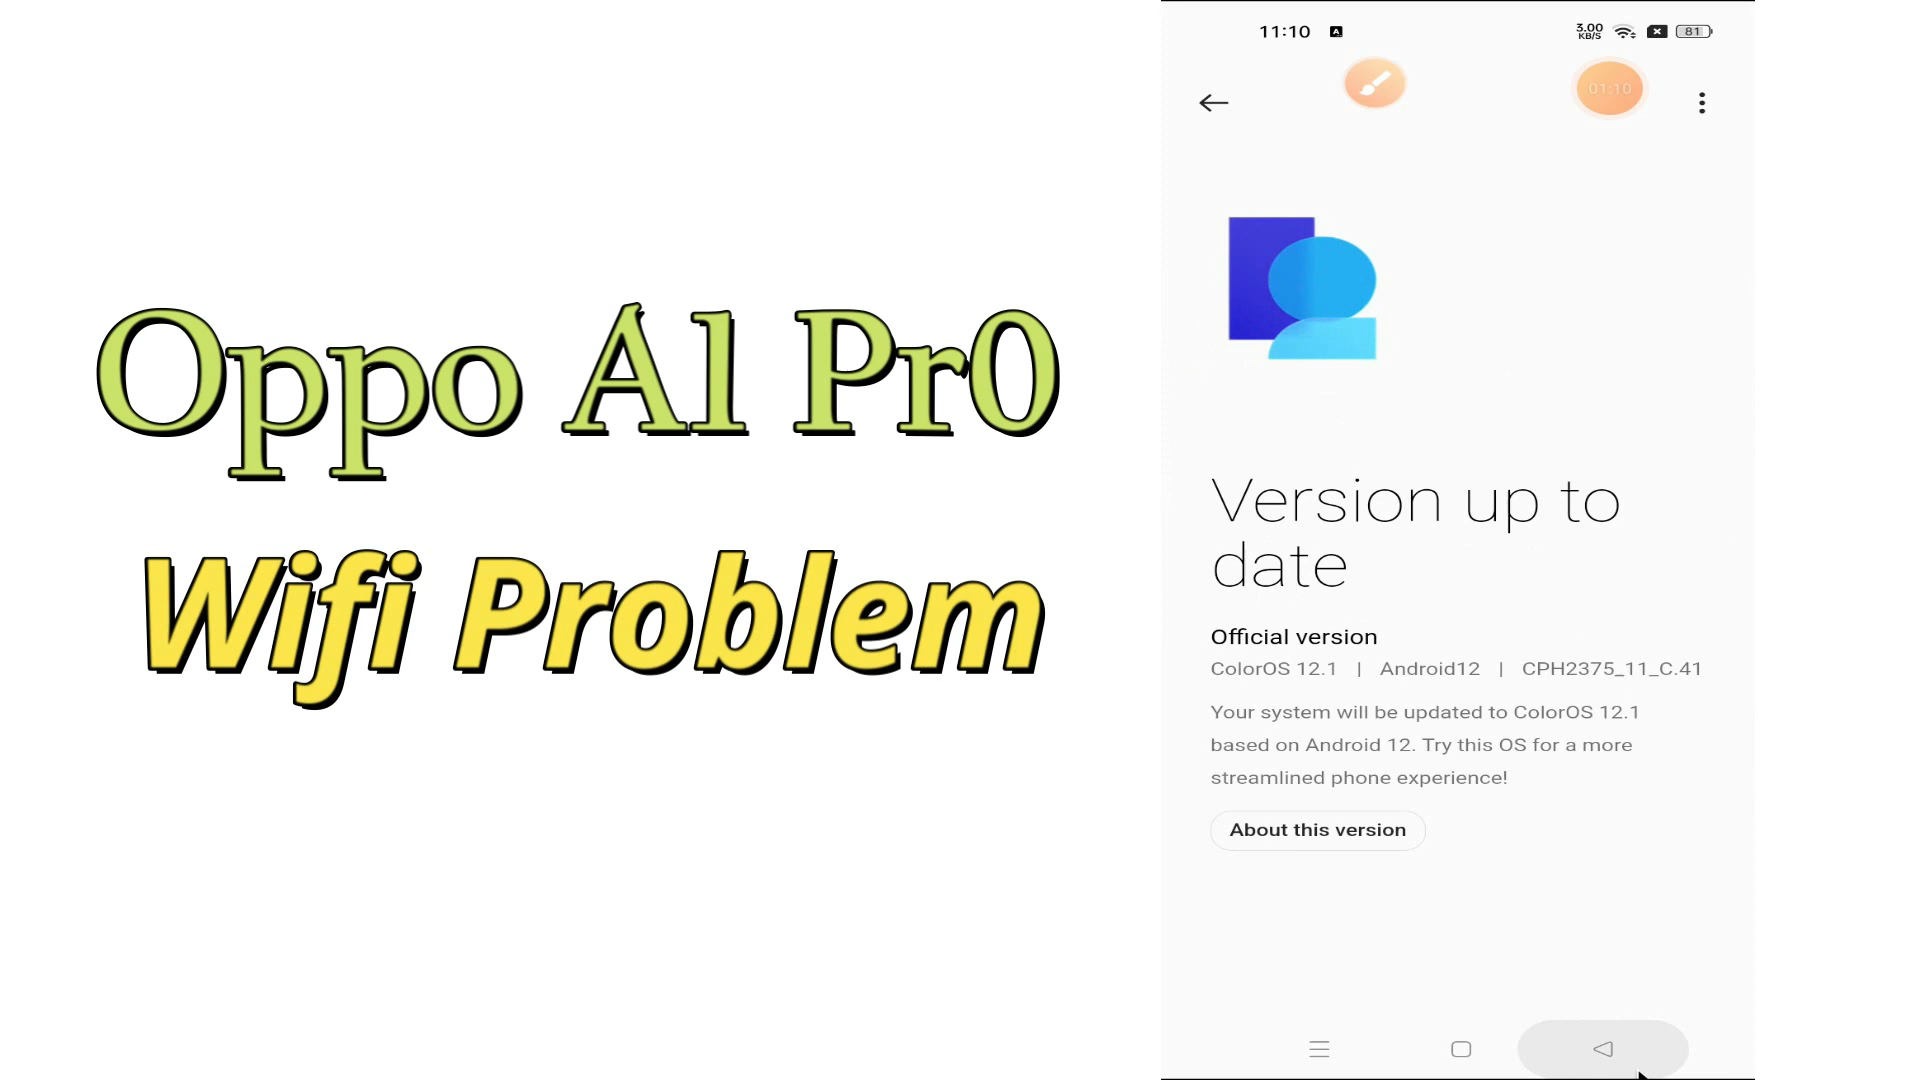 Oppo A1 Pr0
Wifi Problem
11:10 A 3.00 KB/S 81
01:10
Version up to
date
Official version
ColorOS 12.1 | Android12 | CPH2375_11_C.41
Your system will be updated to ColorOS 12.1
based on Android 12. Try this OS for a more
streamlined phone experience!
About this version